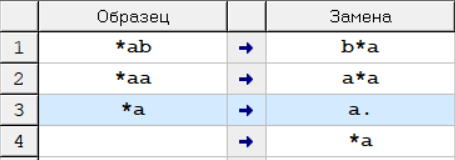 Образец Замена
1 *ab → b*a
2 *aa → a*a
3 *a → a.
4 → *a